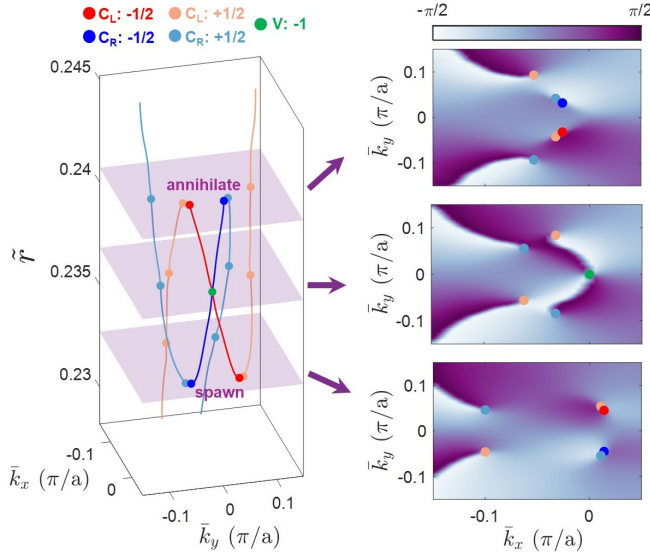 C_L: -1/2 C_L: +1/2 V: -1
C_R: -1/2 C_R: +1/2
0.245
0.24
0.235
0.23
r̃
annihilate
spawn
-0.1
0
k̄_x (π/a)
-0.1
0
0.1
k̄_y (π/a)
-π/2 π/2
0.1
0
-0.1
k̄_y (π/a)
0.1
0
-0.1
k̄_y (π/a)
0.1
0
-0.1
k̄_y (π/a)
-0.1 0
k̄_x (π/a)